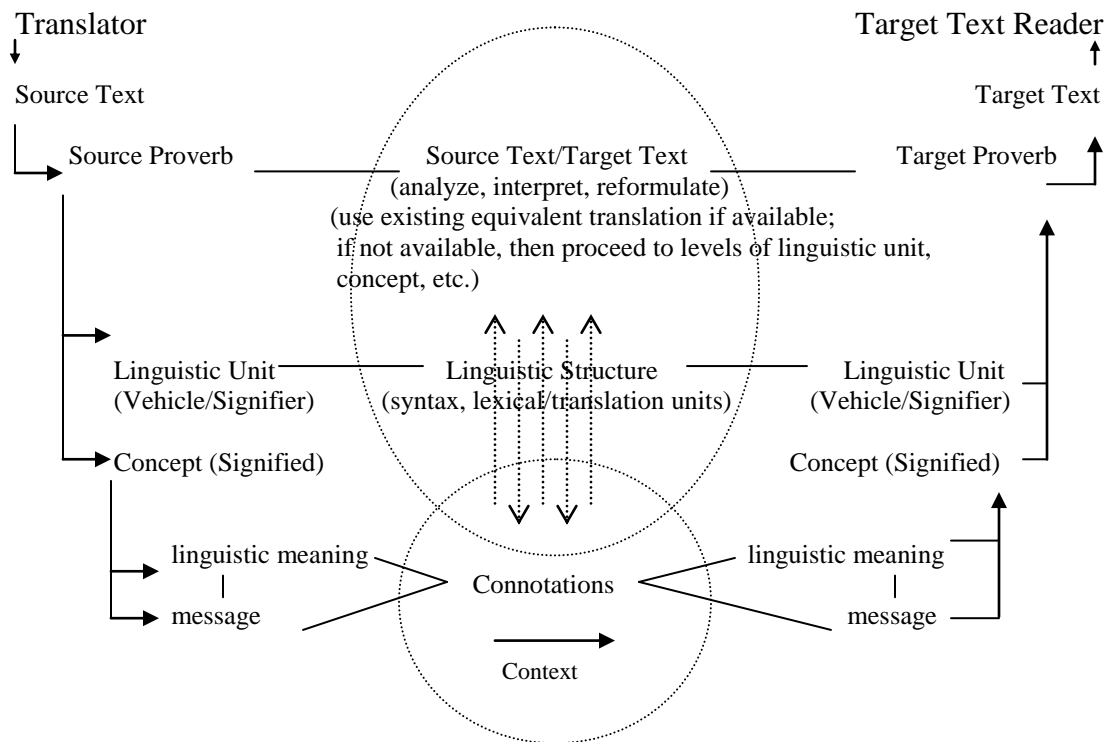 Translator
Target Text Reader
Source Text
Target Text
Source Proverb
Source Text/Target Text
Target Proverb
(analyze, interpret, reformulate)
(use existing equivalent translation if available;
if not available, then proceed to levels of linguistic unit,
concept, etc.)
Linguistic Unit
Linguistic Structure
Linguistic Unit
(Vehicle/Signifier)
(syntax, lexical/translation units)
(Vehicle/Signifier)
Concept (Signified)
Concept (Signified)
linguistic meaning
linguistic meaning
Connotations
message
message
Context